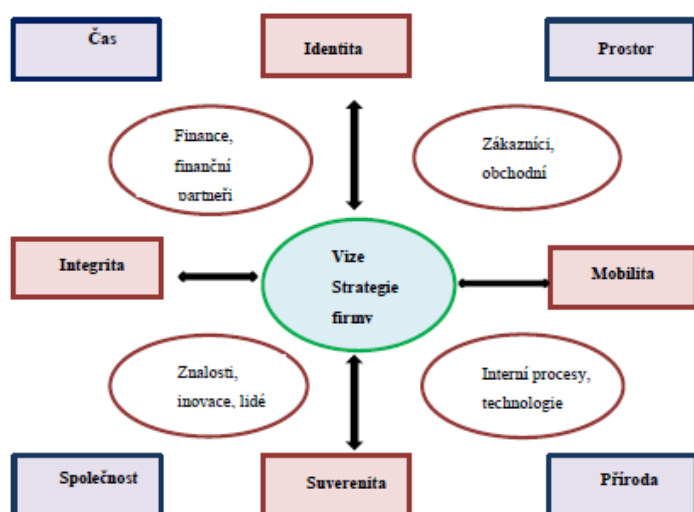 Čas
Identita
Prostor
Finance,
finanční
partneři
Zákazníci,
obchodní
Integrita
Vize
Strategie
firmy
Mobilita
Znalosti,
inovace, lidé
Interní procesy,
technologie
Společnost
Suverenita
Příroda